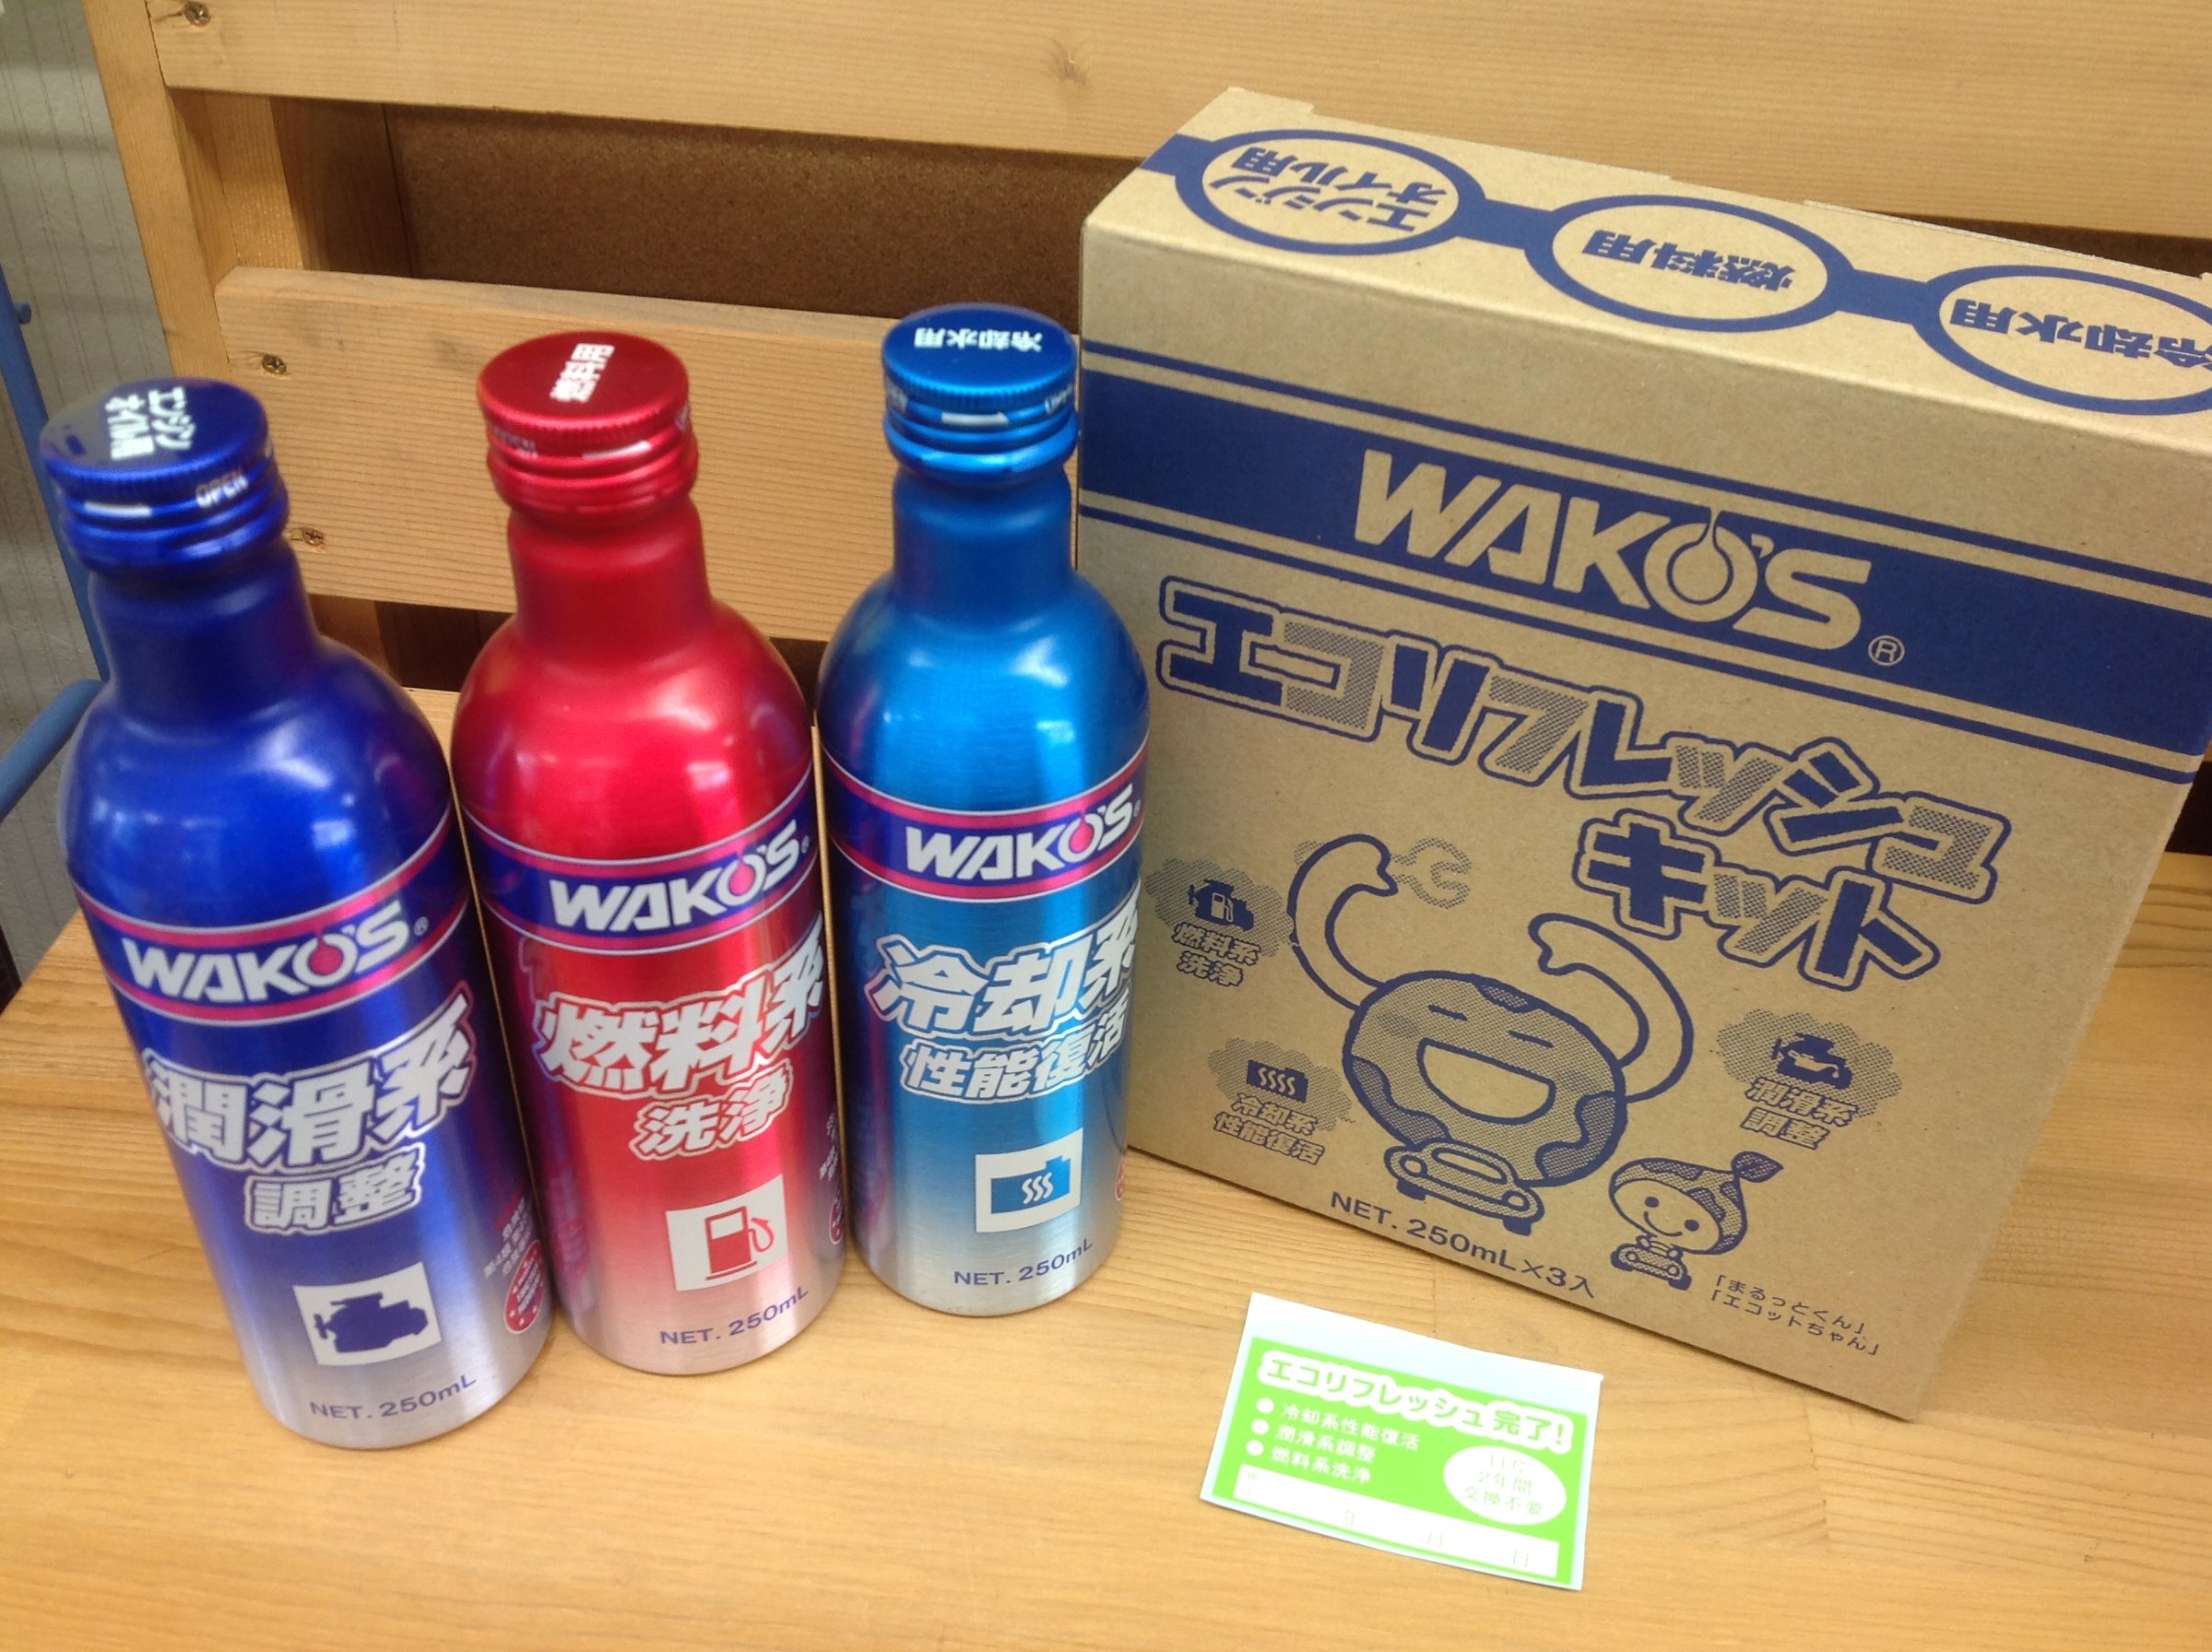 エンジン
オイル用
OPEN
WAKO'S®
潤滑系
調整
NET. 250mL
燃料用
WAKO'S®
燃料系
洗浄
NET. 250mL
冷却水用
WAKO'S®
冷却系
性能復活
NET. 250mL
エンジン
オイル用
燃料用
冷却水用
WAKO'S®
エコリフレッシュ
キット
燃料系
洗浄
冷却系
性能復活
潤滑系
調整
NET. 250mL×3入
「まるっとくん」
「エコットちゃん」
エコリフレッシュ完了!
●冷却系性能復活
●潤滑系調整
●燃料系洗浄
LLC
2年間
交換不要
年 月 日